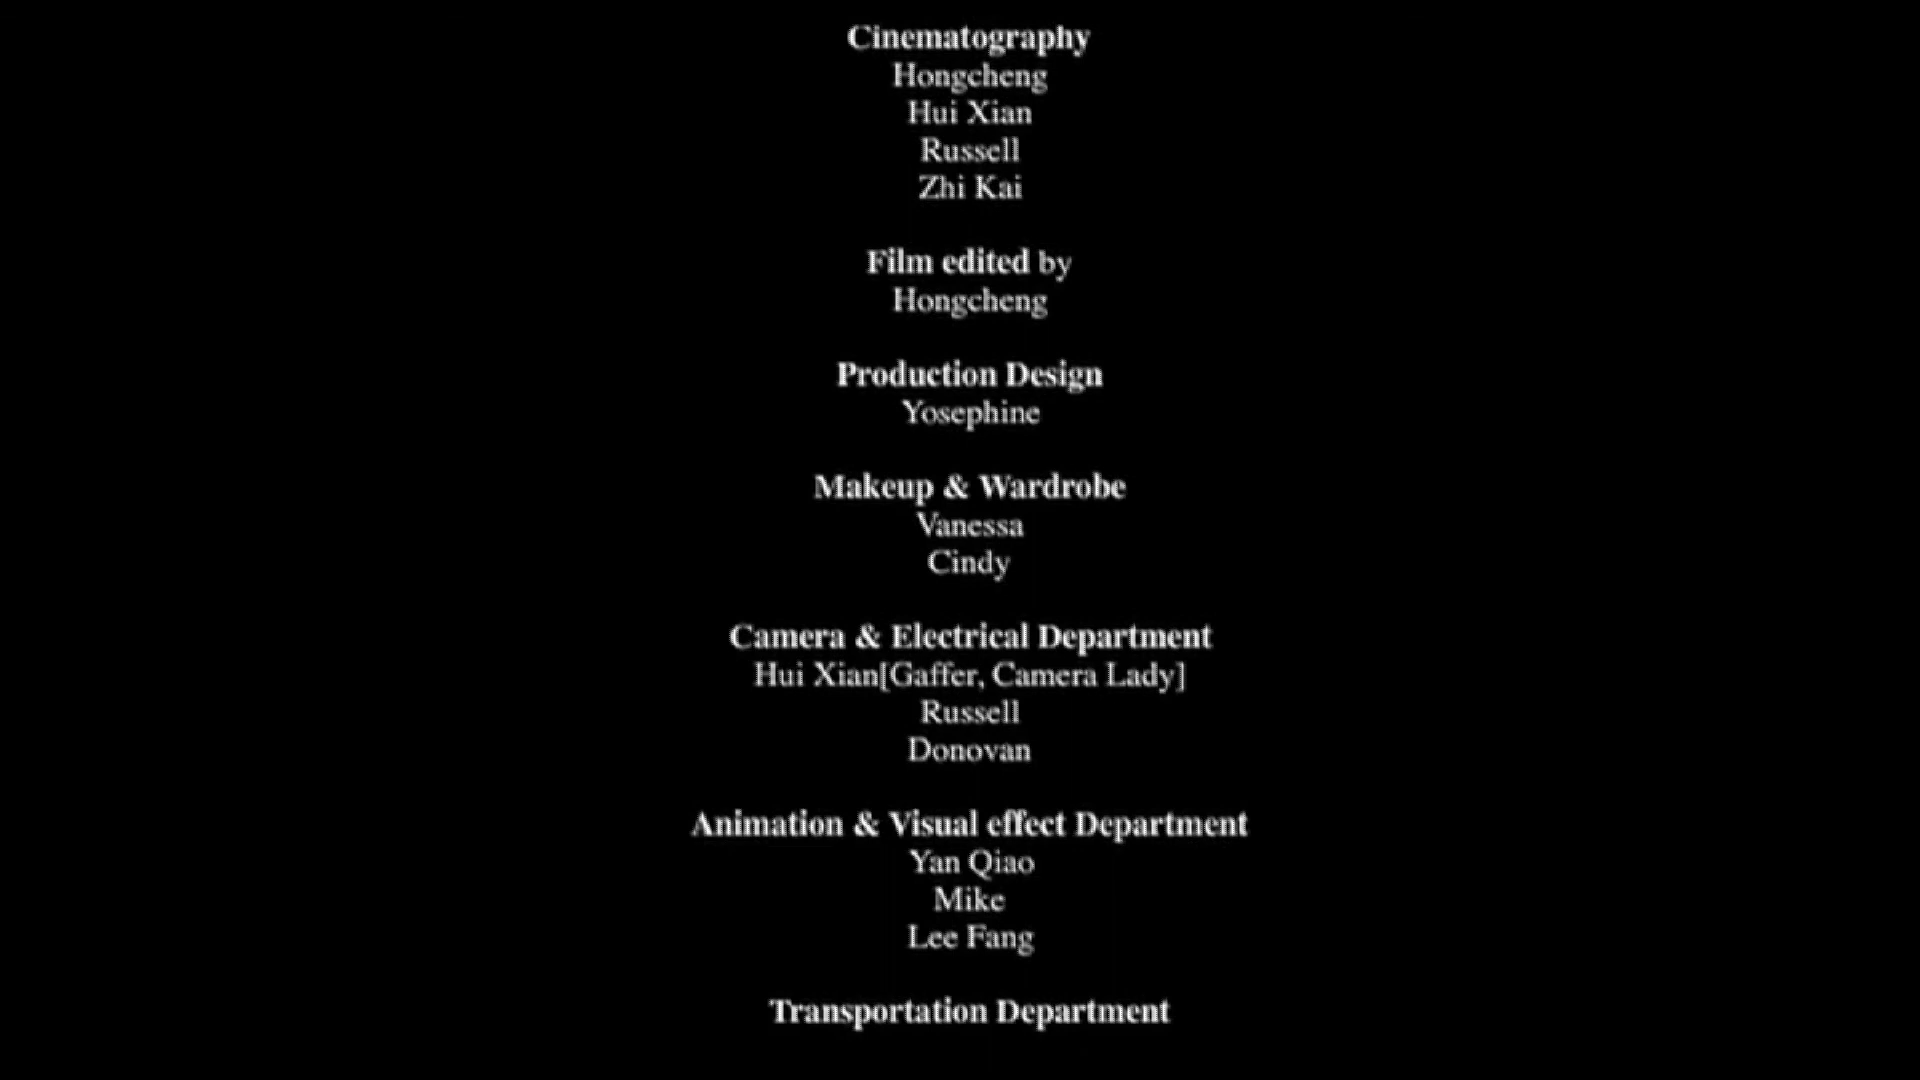 Cinematography
Hongcheng
Hui Xian
Russell
Zhi Kai
Film edited by
Hongcheng
Production Design
Yosephine
Makeup & Wardrobe
Vanessa
Cindy
Camera & Electrical Department
Hui Xian[Gaffer, Camera Lady]
Russell
Donovan
Animation & Visual effect Department
Yan Qiao
Mike
Lee Fang
Transportation Department